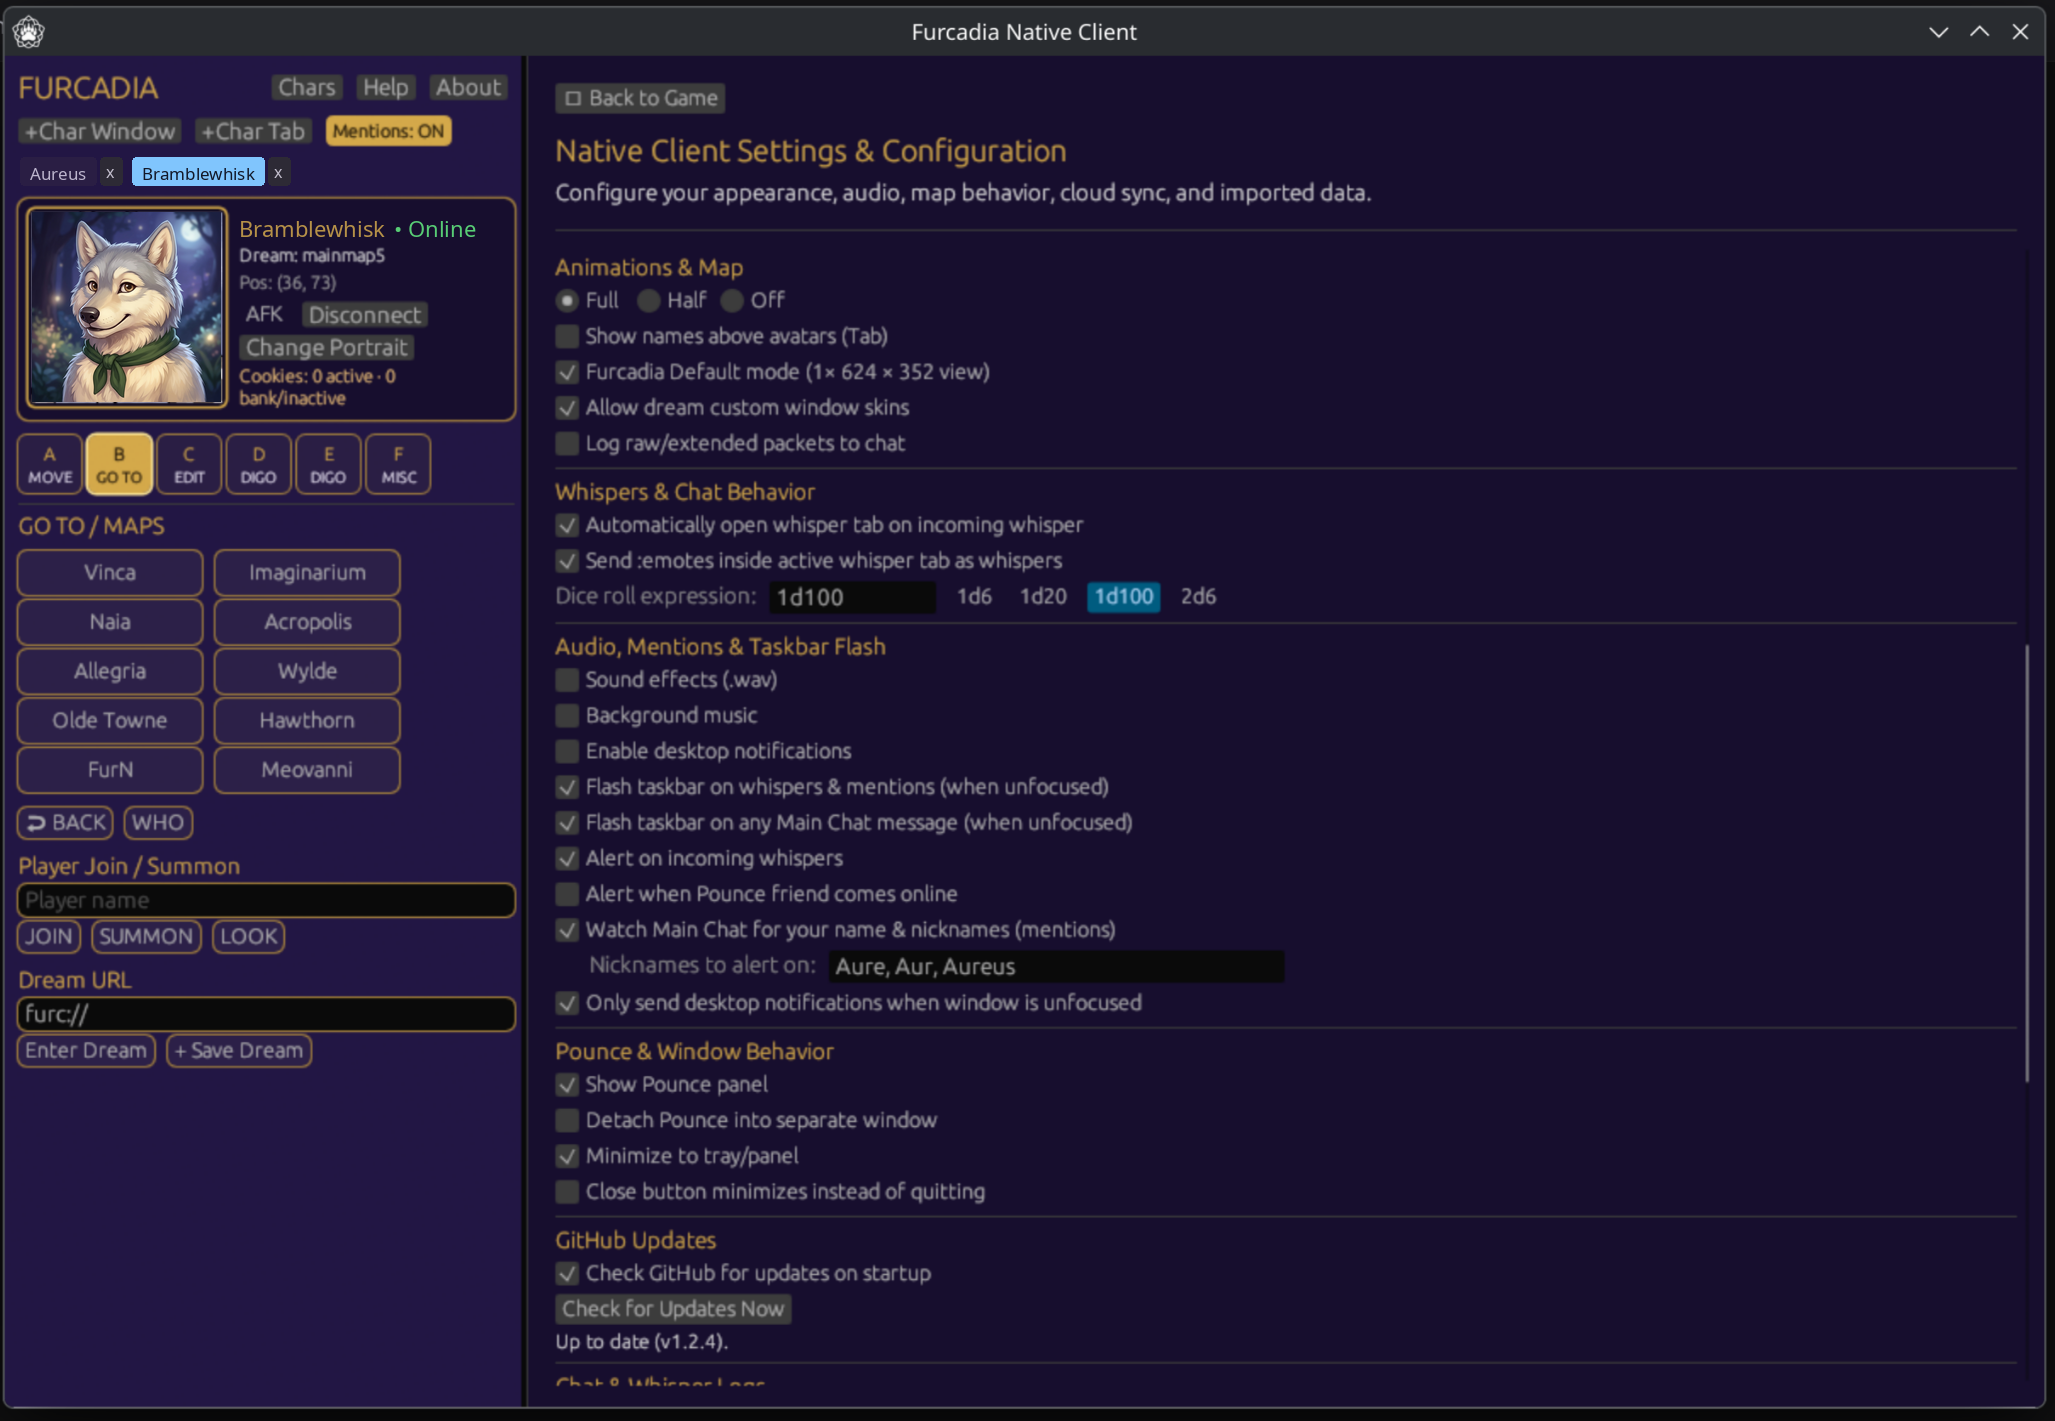 Furcadia Native Client
FURCADIA Chars Help About
+Char Window +Char Tab Mentions: ON
Aureus x Bramblewhisk x
Bramblewhisk • Online
Dream: mainmap5
Pos: (36, 73)
AFK Disconnect
Change Portrait
Cookies: 0 active · 0
bank/inactive
A MOVE
B GO TO
C EDIT
D DIGO
E DIGO
F MISC
GO TO / MAPS
Vinca Imaginarium
Naia Acropolis
Allegria Wylde
Olde Towne Hawthorn
FurN Meovanni
BACK WHO
Player Join / Summon
Player name
JOIN SUMMON LOOK
Dream URL
furc://
Enter Dream + Save Dream
Back to Game
Native Client Settings & Configuration
Configure your appearance, audio, map behavior, cloud sync, and imported data.
Animations & Map
Full Half Off
Show names above avatars (Tab)
Furcadia Default mode (1× 624 × 352 view)
Allow dream custom window skins
Log raw/extended packets to chat
Whispers & Chat Behavior
Automatically open whisper tab on incoming whisper
Send :emotes inside active whisper tab as whispers
Dice roll expression: 1d100 1d6 1d20 1d100 2d6
Audio, Mentions & Taskbar Flash
Sound effects (.wav)
Background music
Enable desktop notifications
Flash taskbar on whispers & mentions (when unfocused)
Flash taskbar on any Main Chat message (when unfocused)
Alert on incoming whispers
Alert when Pounce friend comes online
Watch Main Chat for your name & nicknames (mentions)
Nicknames to alert on: Aure, Aur, Aureus
Only send desktop notifications when window is unfocused
Pounce & Window Behavior
Show Pounce panel
Detach Pounce into separate window
Minimize to tray/panel
Close button minimizes instead of quitting
GitHub Updates
Check GitHub for updates on startup
Check for Updates Now
Up to date (v1.2.4).
Chat & Whisper Logs